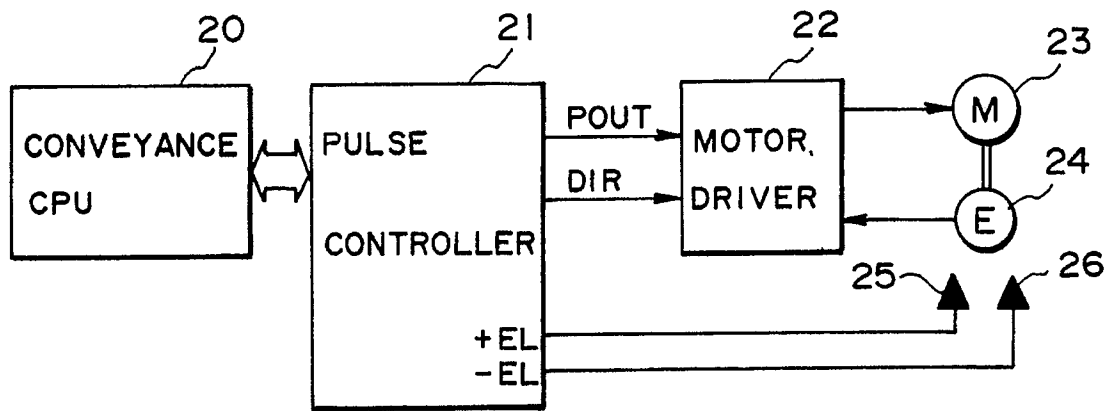 20
21
22
23
CONVEYANCE
CPU
PULSE
CONTROLLER
POUT
DIR
MOTOR.
DRIVER
M
E
24
25
26
+EL
-EL